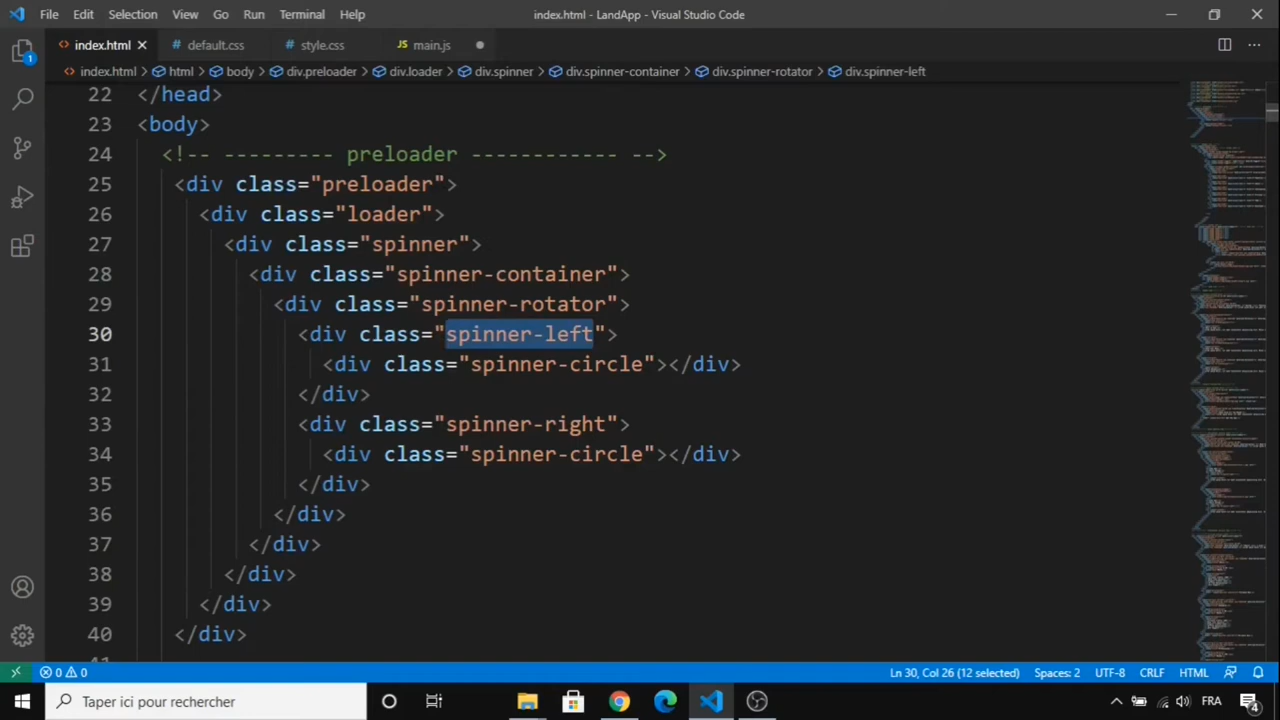 File Edit Selection View Go Run Terminal Help index.html - LandApp - Visual Studio Code
index.html default.css style.css JS main.js
index.html html body div.preloader div.loader div.spinner div.spinner-container div.spinner-rotator div.spinner-left
22 </head>
23 <body>
24 <!-- --------- preloader ------------ -->
25 <div class="preloader">
26 <div class="loader">
27 <div class="spinner">
28 <div class="spinner-container">
29 <div class="spinner-rotator">
30 <div class="spinner-left">
31 <div class="spinner-circle"></div>
32 </div>
33 <div class="spinner-right">
34 <div class="spinner-circle"></div>
35 </div>
36 </div>
37 </div>
38 </div>
39 </div>
40 </div>
1
0 0 Ln 30, Col 26 (12 selected) Spaces: 2 UTF-8 CRLF HTML
Taper ici pour rechercher FRA 4